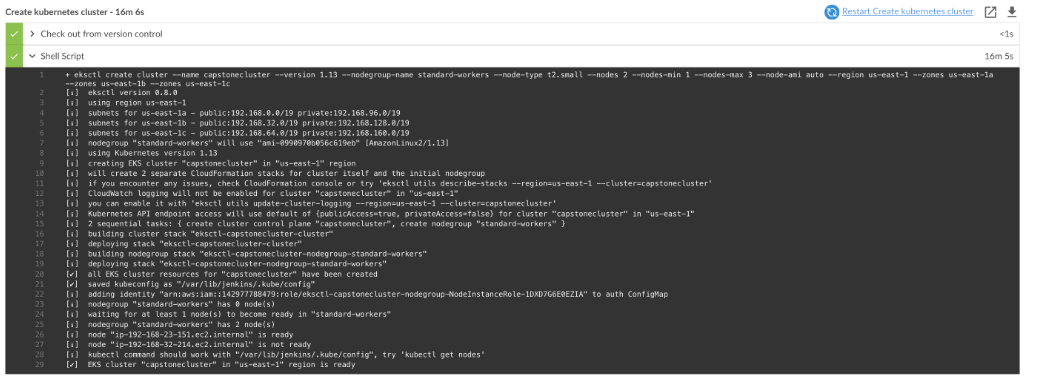 Create kubernetes cluster - 16m 6s
Restart Create kubernetes cluster
Check out from version control <1s
Shell Script 16m 5s
1 + eksctl create cluster --name capstonecluster --version 1.13 --nodegroup-name standard-workers --node-type t2.small --nodes 2 --nodes-min 1 --nodes-max 3 --node-ami auto --region us-east-1 --zones us-east-1a
--zones us-east-1b --zones us-east-1c
2 [ℹ] eksctl version 0.8.0
3 [ℹ] using region us-east-1
4 [ℹ] subnets for us-east-1a - public:192.168.0.0/19 private:192.168.96.0/19
5 [ℹ] subnets for us-east-1b - public:192.168.32.0/19 private:192.168.128.0/19
6 [ℹ] subnets for us-east-1c - public:192.168.64.0/19 private:192.168.160.0/19
7 [ℹ] nodegroup "standard-workers" will use "ami-0990970b056c619eb" [AmazonLinux2/1.13]
8 [ℹ] using Kubernetes version 1.13
9 [ℹ] creating EKS cluster "capstonecluster" in "us-east-1" region
10 [ℹ] will create 2 separate CloudFormation stacks for cluster itself and the initial nodegroup
11 [ℹ] if you encounter any issues, check CloudFormation console or try 'eksctl utils describe-stacks --region=us-east-1 --cluster=capstonecluster'
12 [ℹ] CloudWatch logging will not be enabled for cluster "capstonecluster" in "us-east-1"
13 [ℹ] you can enable it with 'eksctl utils update-cluster-logging --region=us-east-1 --cluster=capstonecluster'
14 [ℹ] Kubernetes API endpoint access will use default of {publicAccess=true, privateAccess=false} for cluster "capstonecluster" in "us-east-1"
15 [ℹ] 2 sequential tasks: { create cluster control plane "capstonecluster", create nodegroup "standard-workers" }
16 [ℹ] building cluster stack "eksctl-capstonecluster-cluster"
17 [ℹ] deploying stack "eksctl-capstonecluster-cluster"
18 [ℹ] building nodegroup stack "eksctl-capstonecluster-nodegroup-standard-workers"
19 [ℹ] deploying stack "eksctl-capstonecluster-nodegroup-standard-workers"
20 [✔] all EKS cluster resources for "capstonecluster" have been created
21 [✔] saved kubeconfig as "/var/lib/jenkins/.kube/config"
22 [ℹ] adding identity "arn:aws:iam::142977788479:role/eksctl-capstonecluster-nodegroup-NodeInstanceRole-1DXD7G6E0EZIA" to auth ConfigMap
23 [ℹ] nodegroup "standard-workers" has 0 node(s)
24 [ℹ] waiting for at least 1 node(s) to become ready in "standard-workers"
25 [ℹ] nodegroup "standard-workers" has 2 node(s)
26 [ℹ] node "ip-192-168-23-151.ec2.internal" is ready
27 [ℹ] node "ip-192-168-32-214.ec2.internal" is not ready
28 [ℹ] kubectl command should work with "/var/lib/jenkins/.kube/config", try 'kubectl get nodes'
29 [✔] EKS cluster "capstonecluster" in "us-east-1" region is ready